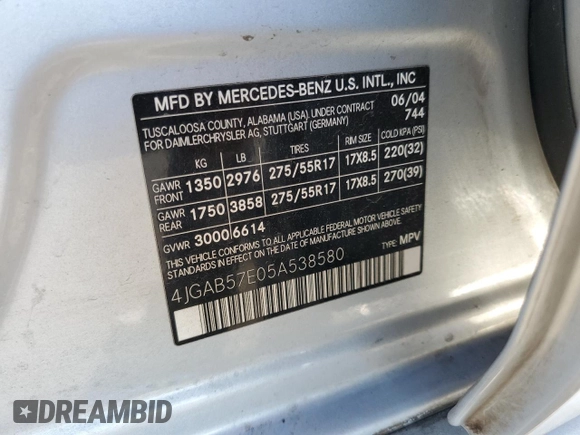 MFD BY MERCEDES-BENZ U.S. INTL., INC
TUSCALOOSA COUNTY, ALABAMA (USA), UNDER CONTRACT 06/04
FOR DAIMLERCHRYSLER AG, STUTTGART (GERMANY) 744
KG LB TIRES RIM SIZE COLD KPA (PSI)
GAWR FRONT 1350 2976 275/55R17 17X8.5 220(32)
GAWR REAR 1750 3858 275/55R17 17X8.5 270(39)
GVWR 3000 6614
THIS VEHICLE CONFORMS TO ALL APPLICABLE FEDERAL MOTOR VEHICLE SAFETY
STANDARDS IN EFFECT ON THE DATE OF MANUFACTURE SHOWN ABOVE.
4JGAB57E05A538580 TYPE: MPV
DREAMBID